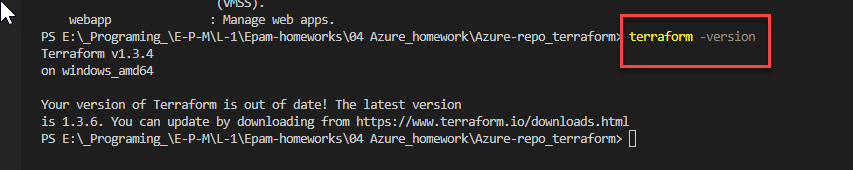 (VMSS).
webapp : Manage web apps.
PS E:\_Programing_\E-P-M\L-1\Epam-homeworks\04 Azure_homework\Azure-repo_terraform> terraform -version
Terraform v1.3.4
on windows_amd64
Your version of Terraform is out of date! The latest version
is 1.3.6. You can update by downloading from https://www.terraform.io/downloads.html
PS E:\_Programing_\E-P-M\L-1\Epam-homeworks\04 Azure_homework\Azure-repo_terraform>